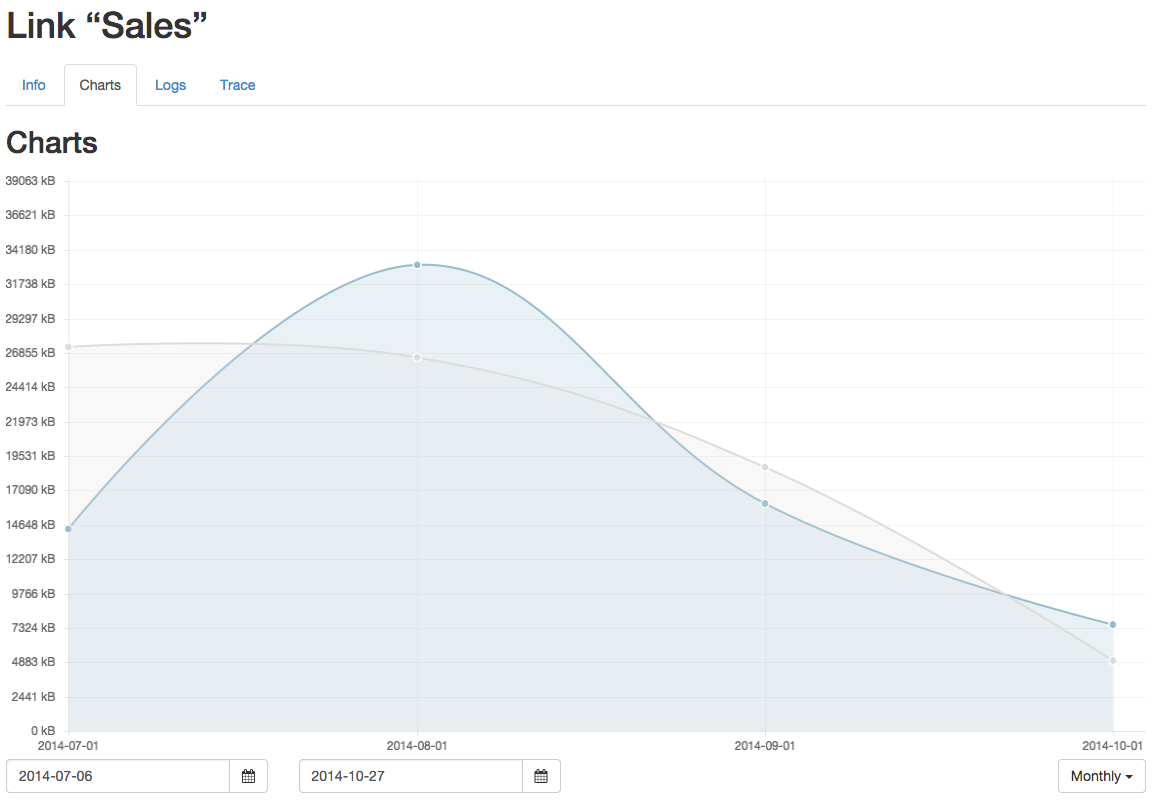 Link “Sales”
Info Charts Logs Trace
Charts
39063 kB
36621 kB
34180 kB
31738 kB
29297 kB
26855 kB
24414 kB
21973 kB
19531 kB
17090 kB
14648 kB
12207 kB
9766 kB
7324 kB
4883 kB
2441 kB
0 kB
2014-07-01 2014-08-01 2014-09-01 2014-10-01
2014-07-06 2014-10-27 Monthly